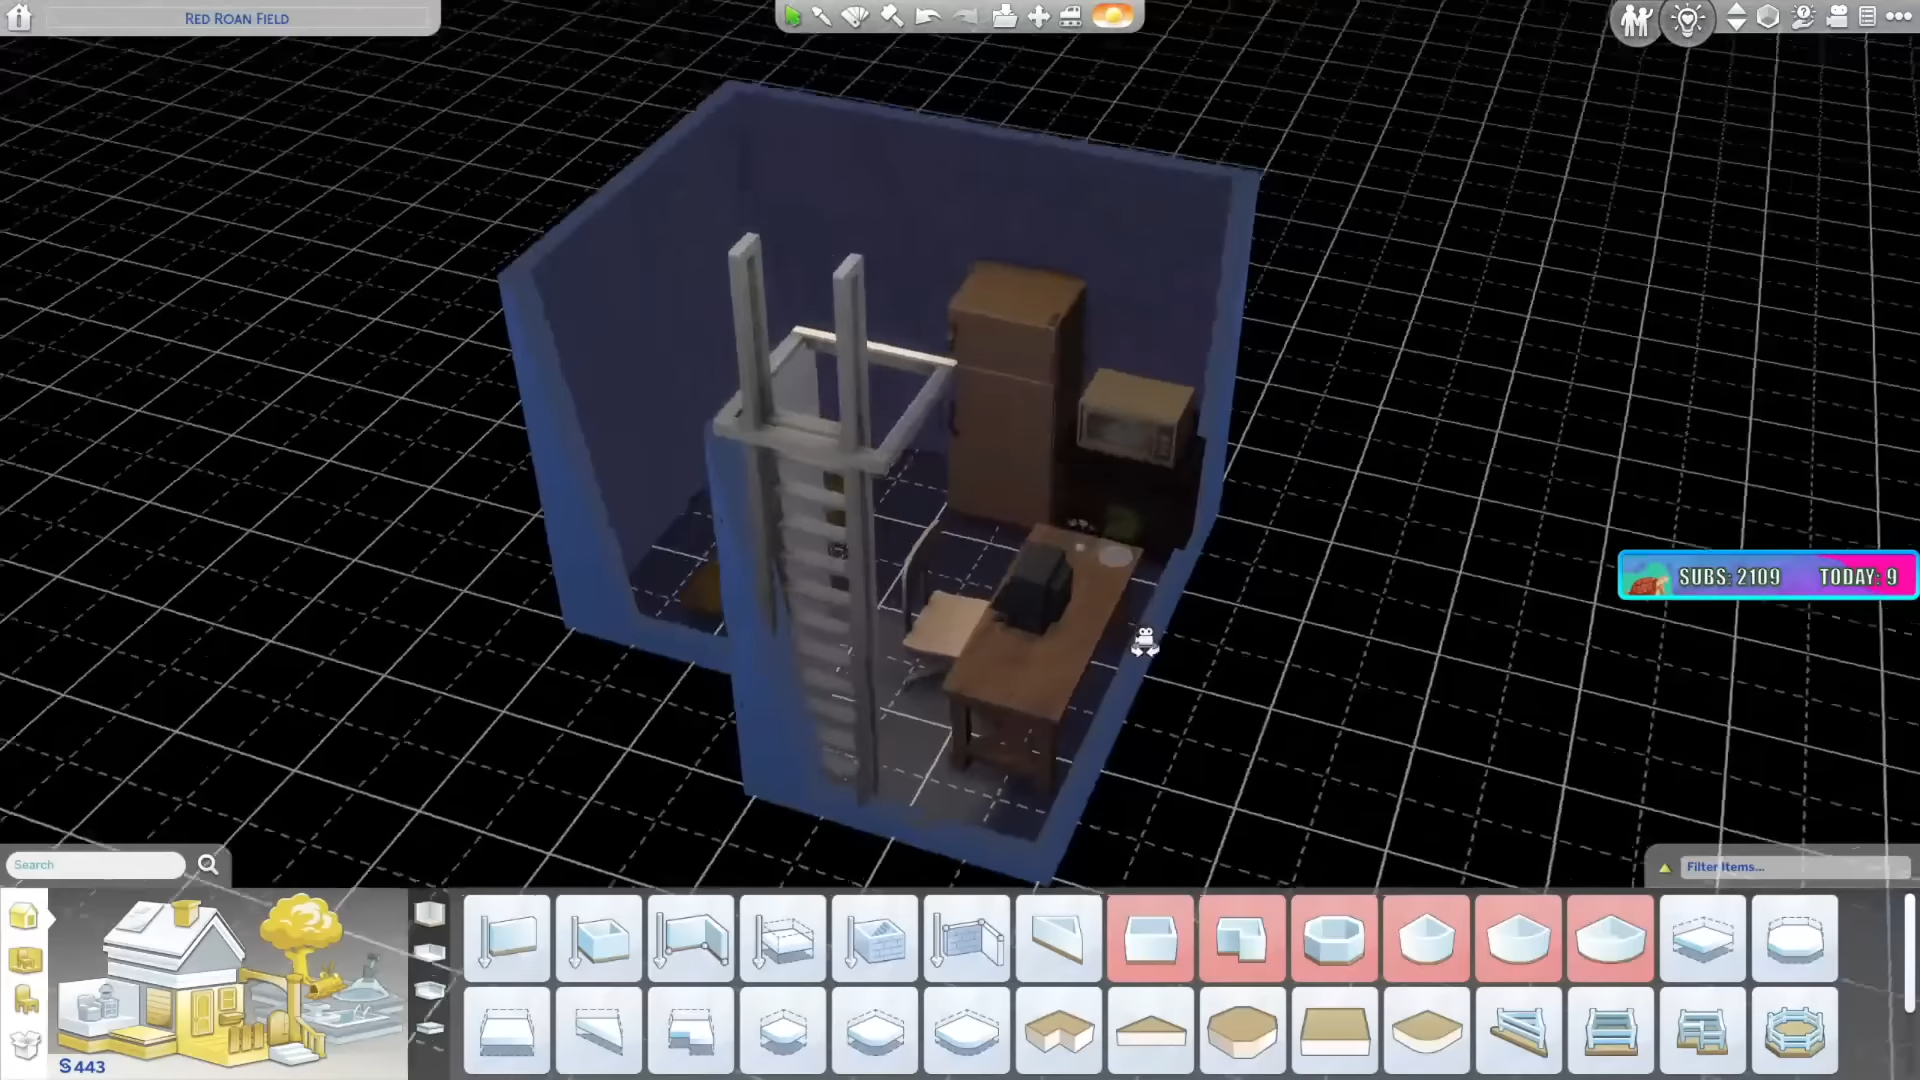 RED ROAN FIELD
SUBS: 2109 TODAY: 9
Search
Filter Items...
§443